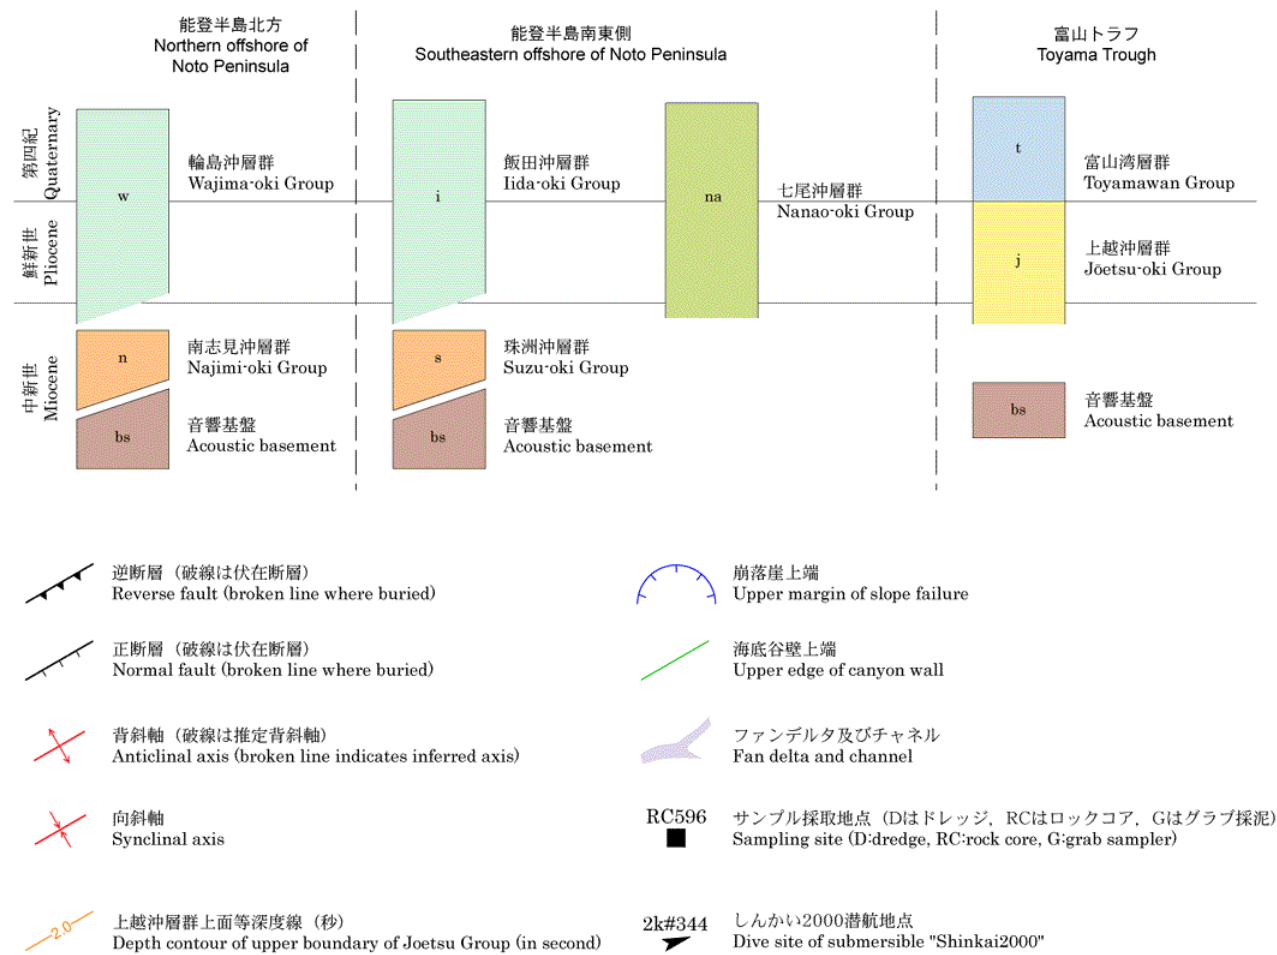 能登半島北方
Northern offshore of
Noto Peninsula
能登半島南東側
Southeastern offshore of Noto Peninsula
富山トラフ
Toyama Trough
第四紀
Quaternary
鮮新世
Pliocene
中新世
Miocene
w
輪島沖層群
Wajima-oki Group
n
南志見沖層群
Najimi-oki Group
bs
音響基盤
Acoustic basement
i
飯田沖層群
Iida-oki Group
s
珠洲沖層群
Suzu-oki Group
bs
音響基盤
Acoustic basement
na
七尾沖層群
Nanao-oki Group
t
富山湾層群
Toyamawan Group
j
上越沖層群
Jōetsu-oki Group
bs
音響基盤
Acoustic basement
逆断層（破線は伏在断層）
Reverse fault (broken line where buried)
正断層（破線は伏在断層）
Normal fault (broken line where buried)
背斜軸（破線は推定背斜軸）
Anticlinal axis (broken line indicates inferred axis)
向斜軸
Synclinal axis
2.0
上越沖層群上面等深度線（秒）
Depth contour of upper boundary of Joetsu Group (in second)
崩落崖上端
Upper margin of slope failure
海底谷壁上端
Upper edge of canyon wall
ファンデルタ及びチャネル
Fan delta and channel
RC596
サンプル採取地点（Dはドレッジ，RCはロックコア，Gはグラブ採泥）
Sampling site (D:dredge, RC:rock core, G:grab sampler)
2k#344
しんかい2000潜航地点
Dive site of submersible "Shinkai2000"